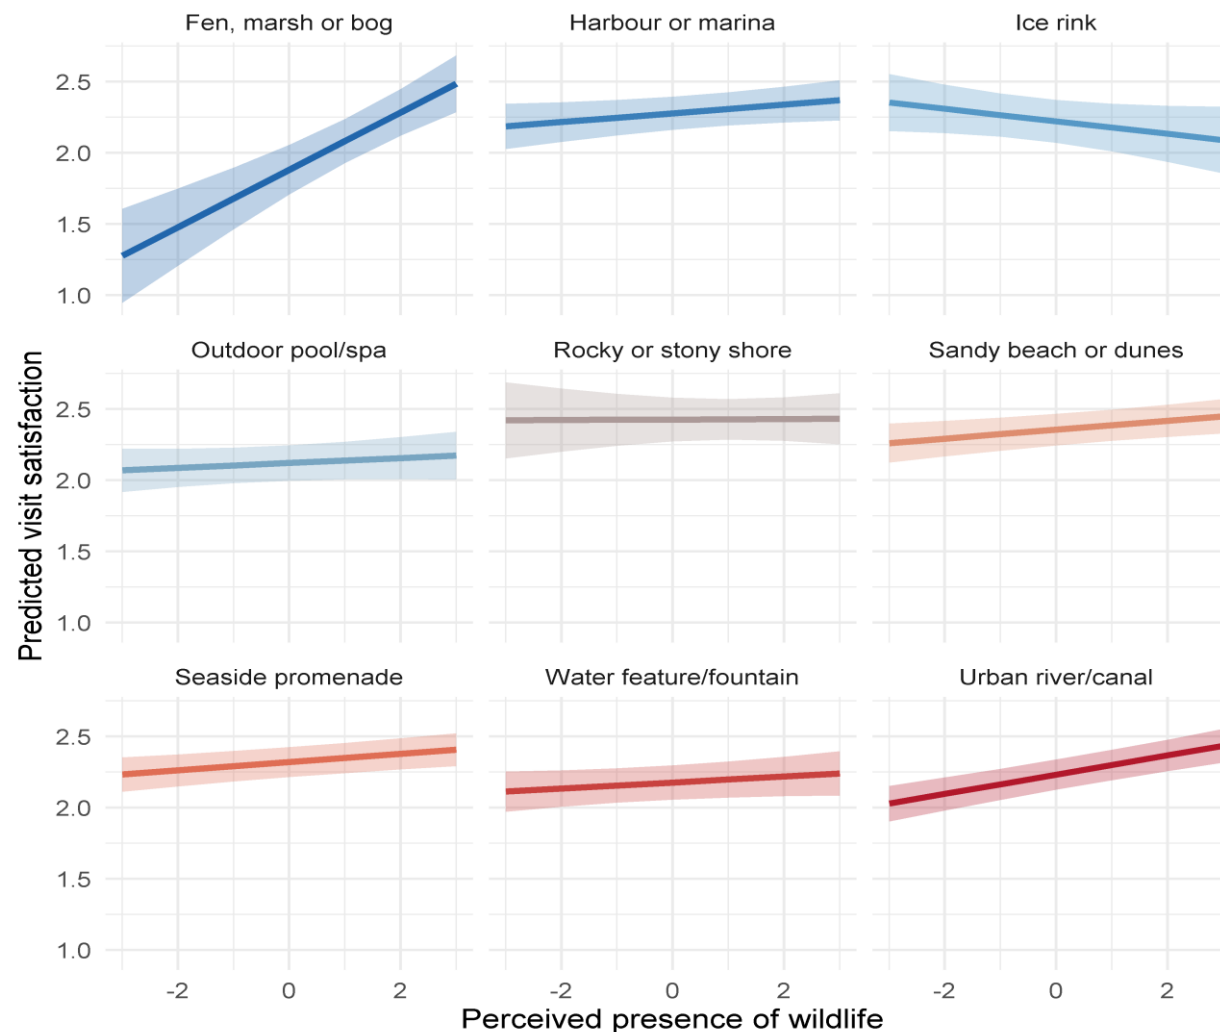 Fen, marsh or bog Harbour or marina Ice rink
2.5
2.0
1.5
1.0
Outdoor pool/spa Rocky or stony shore Sandy beach or dunes
2.5
2.0
1.5
1.0
Predicted visit satisfaction
Seaside promenade Water feature/fountain Urban river/canal
2.5
2.0
1.5
1.0
-2 0 2 -2 0 2 -2 0 2
Perceived presence of wildlife